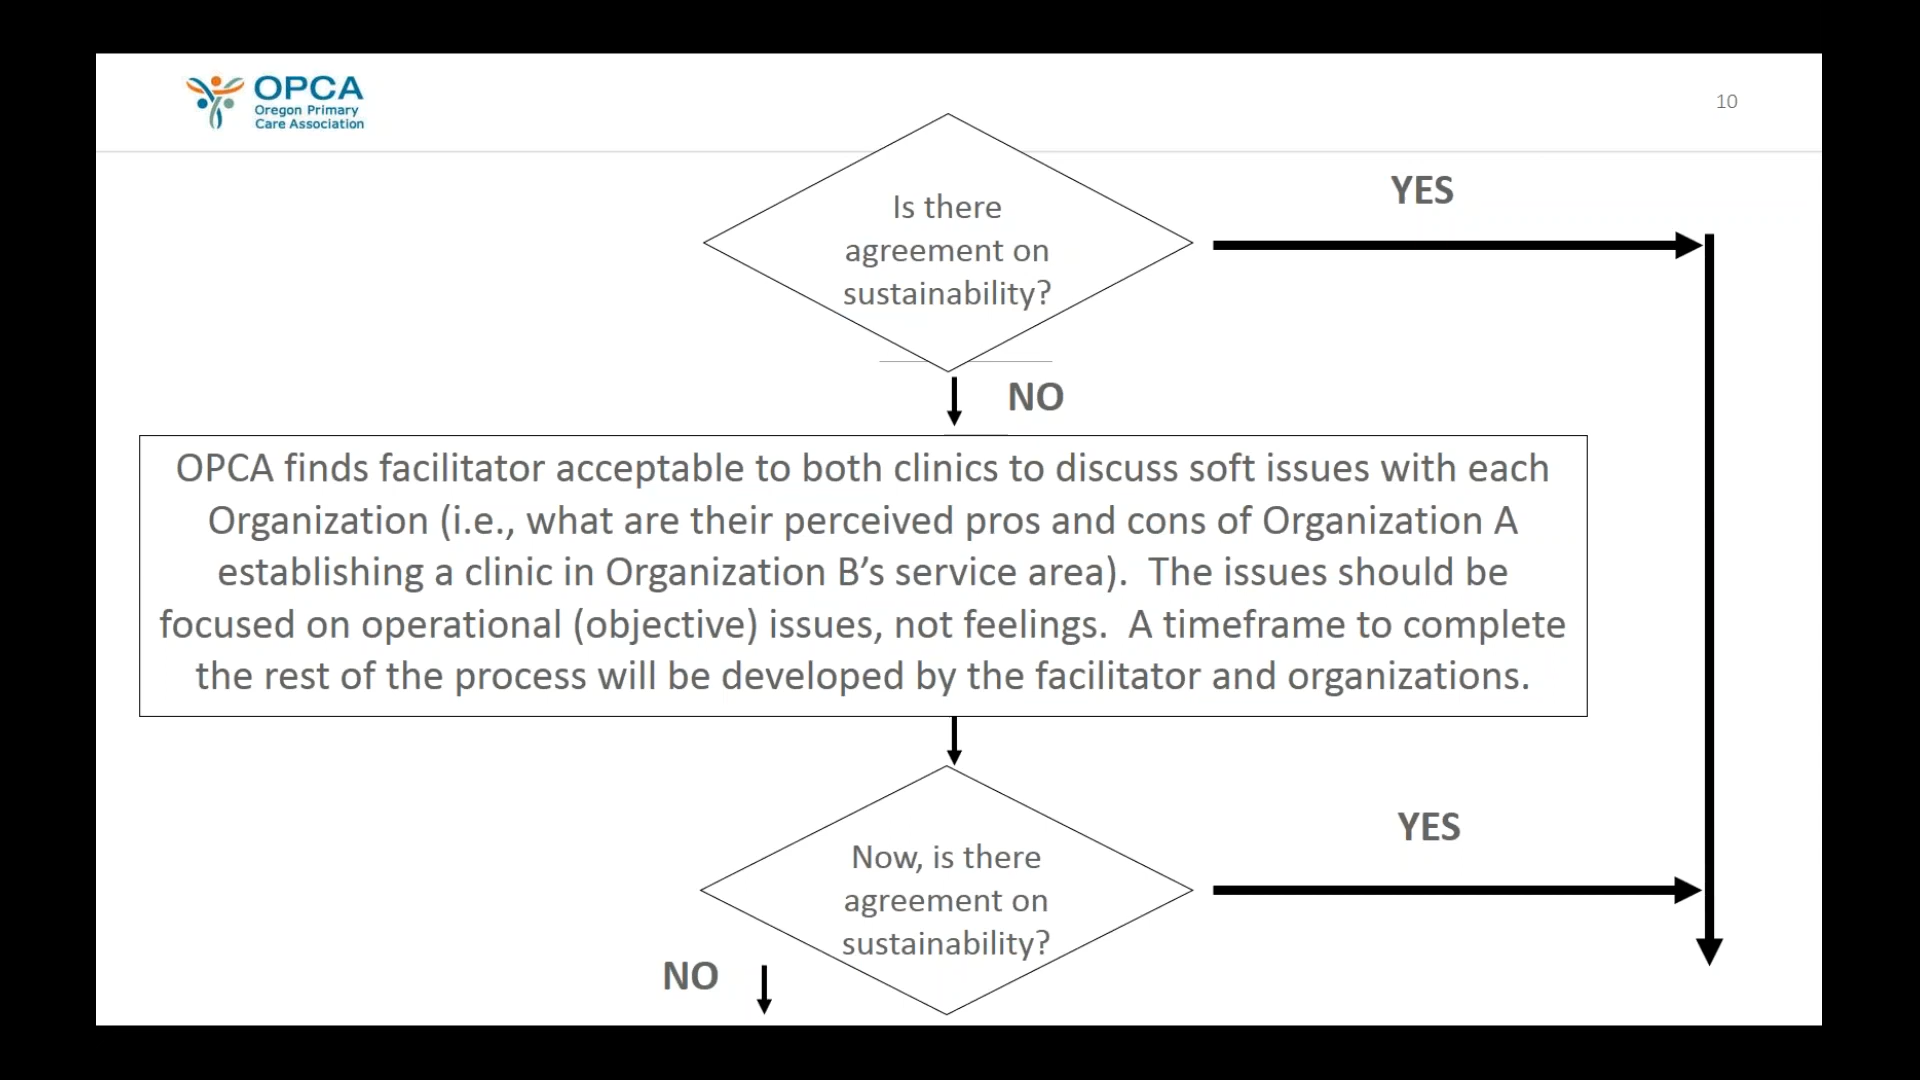 OPCA
Oregon Primary
Care Association
10
Is there
agreement on
sustainability?
YES
NO
OPCA finds facilitator acceptable to both clinics to discuss soft issues with each
Organization (i.e., what are their perceived pros and cons of Organization A
establishing a clinic in Organization B’s service area).  The issues should be
focused on operational (objective) issues, not feelings.  A timeframe to complete
the rest of the process will be developed by the facilitator and organizations.
Now, is there
agreement on
sustainability?
YES
NO